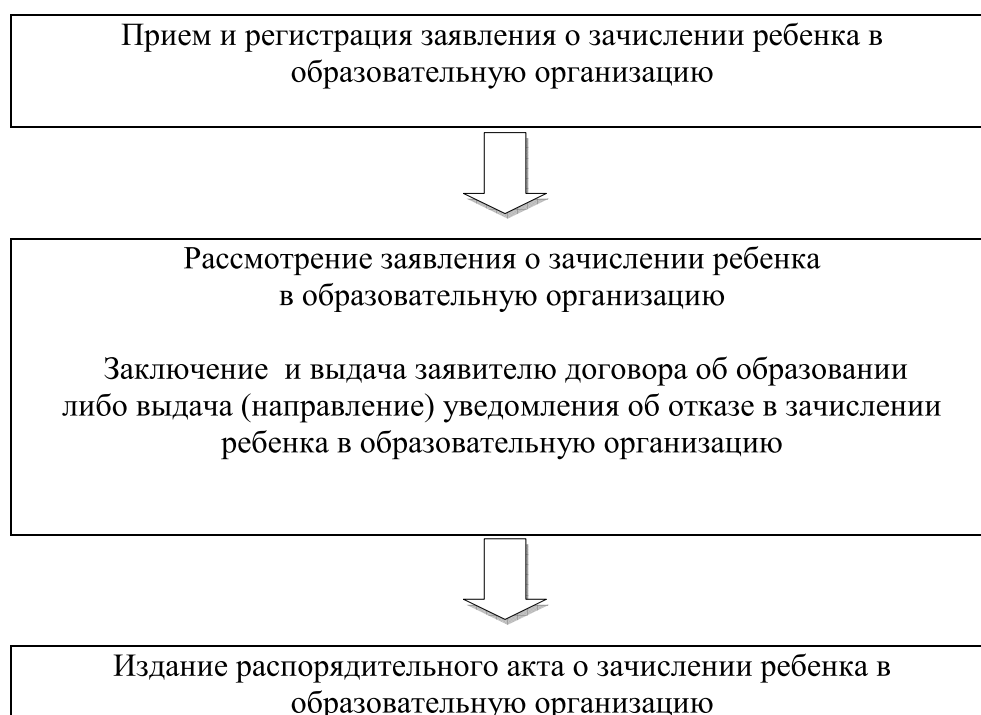 Прием и регистрация заявления о зачислении ребенка в
образовательную организацию
Рассмотрение заявления о зачислении ребенка
в образовательную организацию
Заключение  и выдача заявителю договора об образовании
либо выдача (направление) уведомления об отказе в зачислении
ребенка в образовательную организацию
Издание распорядительного акта о зачислении ребенка в
образовательную организацию